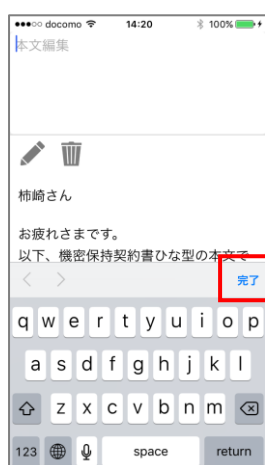 docomo 14:20 100%
本文編集
柿崎さん
お疲れさまです。
以下、機密保持契約書ひな型の本文で
完了
q w e r t y u i o p
a s d f g h j k l
z x c v b n m
123 space return